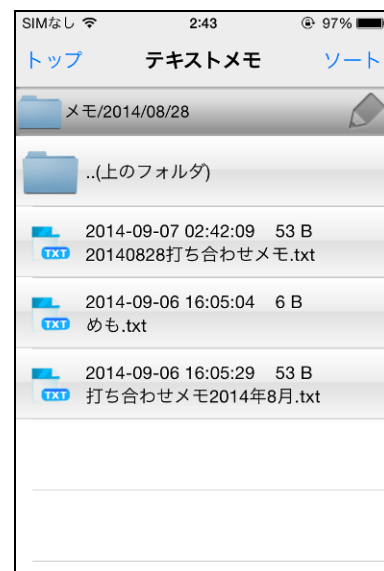 SIMなし 2:43 97%
トップ テキストメモ ソート
メモ/2014/08/28
..(上のフォルダ)
2014-09-07 02:42:09 53 B
TXT 20140828打ち合わせメモ.txt
2014-09-06 16:05:04 6 B
TXT めも.txt
2014-09-06 16:05:29 53 B
TXT 打ち合わせメモ2014年8月.txt